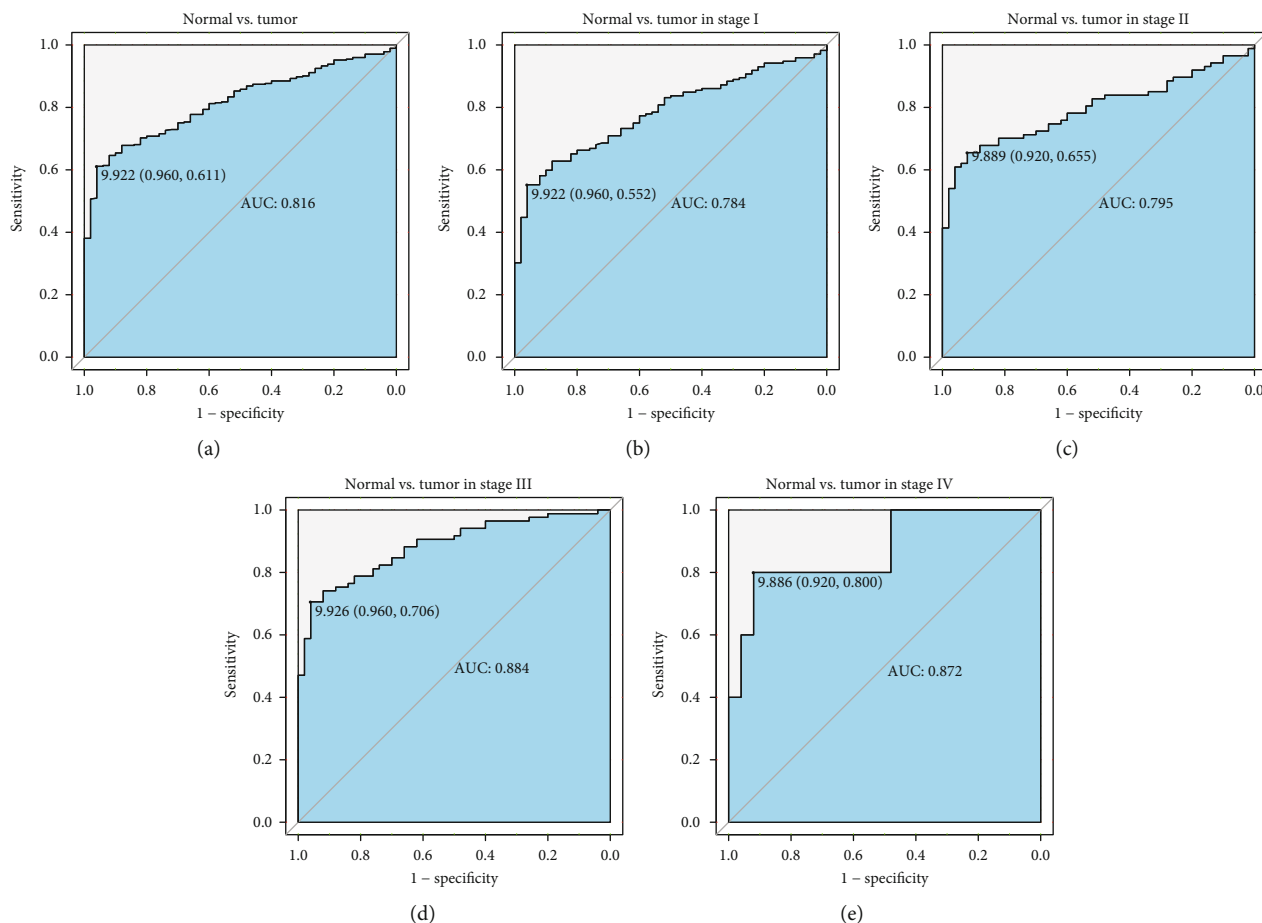 Normal vs. tumor
1.0
0.8
0.6
0.4
0.2
0.0
Sensitivity
9.922 (0.960, 0.611)
AUC: 0.816
1.0 0.8 0.6 0.4 0.2 0.0
1 – specificity
(a)
Normal vs. tumor in stage I
1.0
0.8
0.6
0.4
0.2
0.0
Sensitivity
9.922 (0.960, 0.552)
AUC: 0.784
1.0 0.8 0.6 0.4 0.2 0.0
1 – specificity
(b)
Normal vs. tumor in stage II
1.0
0.8
0.6
0.4
0.2
0.0
Sensitivity
9.889 (0.920, 0.655)
AUC: 0.795
1.0 0.8 0.6 0.4 0.2 0.0
1 – specificity
(c)
Normal vs. tumor in stage III
1.0
0.8
0.6
0.4
0.2
0.0
Sensitivity
9.926 (0.960, 0.706)
AUC: 0.884
1.0 0.8 0.6 0.4 0.2 0.0
1 – specificity
(d)
Normal vs. tumor in stage IV
1.0
0.8
0.6
0.4
0.2
0.0
Sensitivity
9.886 (0.920, 0.800)
AUC: 0.872
1.0 0.8 0.6 0.4 0.2 0.0
1 – specificity
(e)